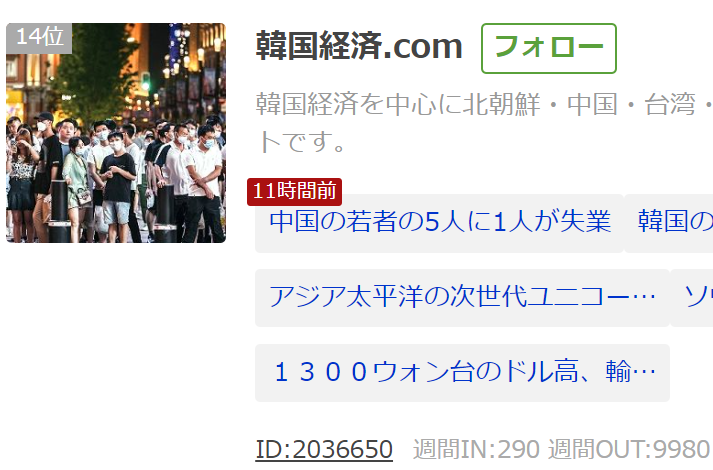 14位
韓国経済.com フォロー
韓国経済を中心に北朝鮮・中国・台湾・
トです。
11時間前
中国の若者の5人に1人が失業 韓国の
アジア太平洋の次世代ユニコー… ソウ
１３００ウォン台のドル高、輸…
ID:2036650 週間IN:290 週間OUT:9980